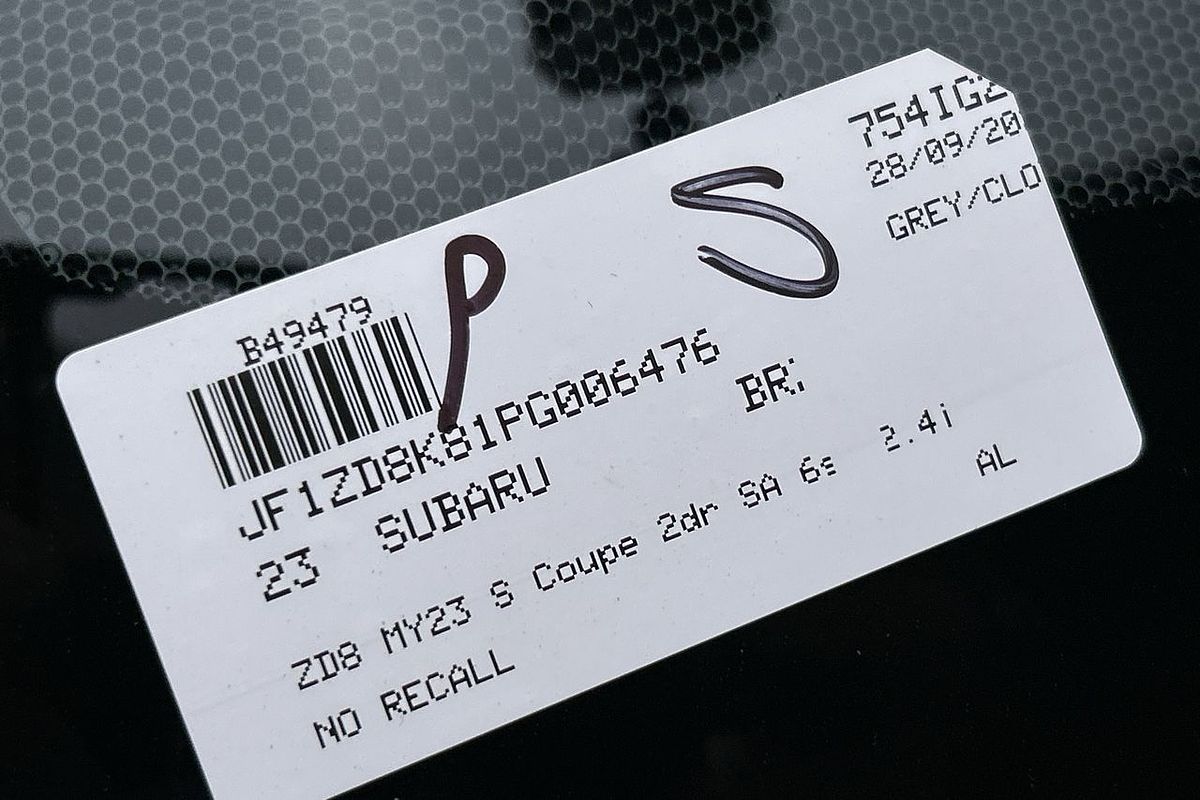 754IG2
28/09/20
GREY/CLO
P S
B49479
JF1ZD8K81PG006476
23 SUBARU BR
ZD8 MY23 S Coupe 2dr SA 6s 2.4i
NO RECALL AL